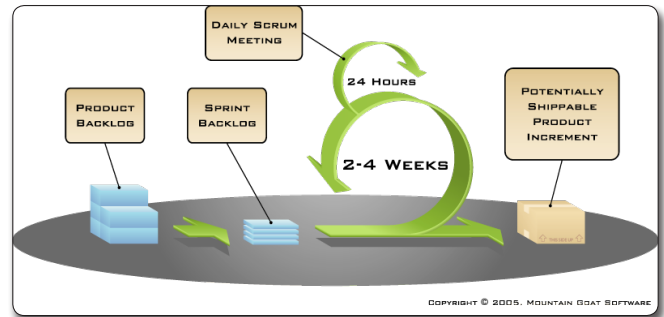 Daily Scrum
Meeting
24 Hours
Product
Backlog
Sprint
Backlog
Potentially
Shippable
Product
Increment
2-4 Weeks
Copyright © 2005, Mountain Goat Software